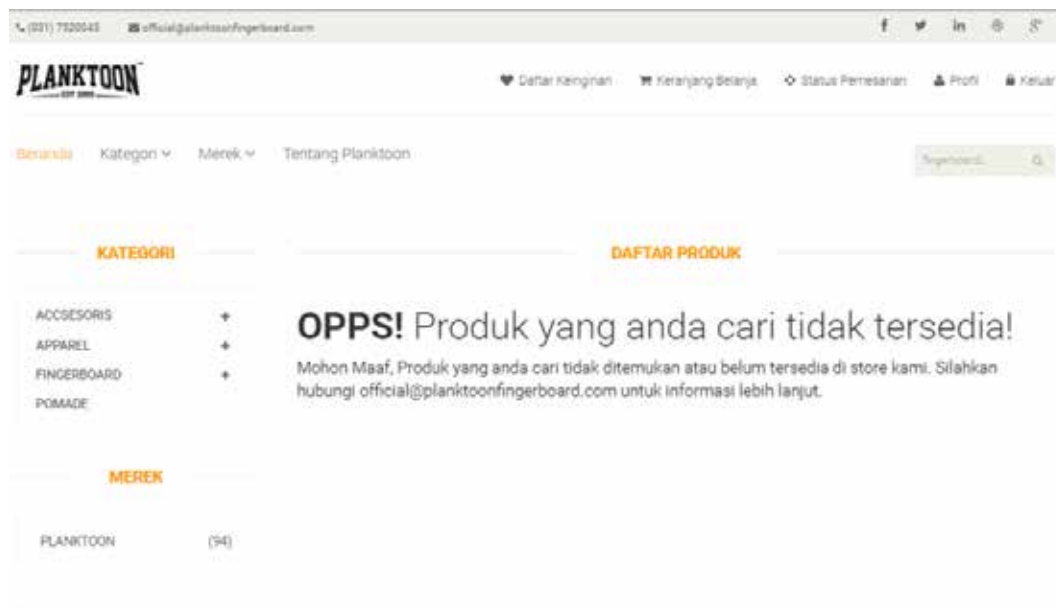 (031) 7520045 official@planktoonfingerboard.com
PLANKTOON
Daftar Keinginan Keranjang Belanja Status Pemesanan Profil Keluar
Beranda Kategori Merek Tentang Planktoon
KATEGORI
ACCSESORIS +
APPAREL +
FINGERBOARD +
POMADE
MEREK
PLANKTOON (94)
DAFTAR PRODUK
OPPS! Produk yang anda cari tidak tersedia!
Mohon Maaf, Produk yang anda cari tidak ditemukan atau belum tersedia di store kami. Silahkan
hubungi official@planktoonfingerboard.com untuk informasi lebih lanjut.